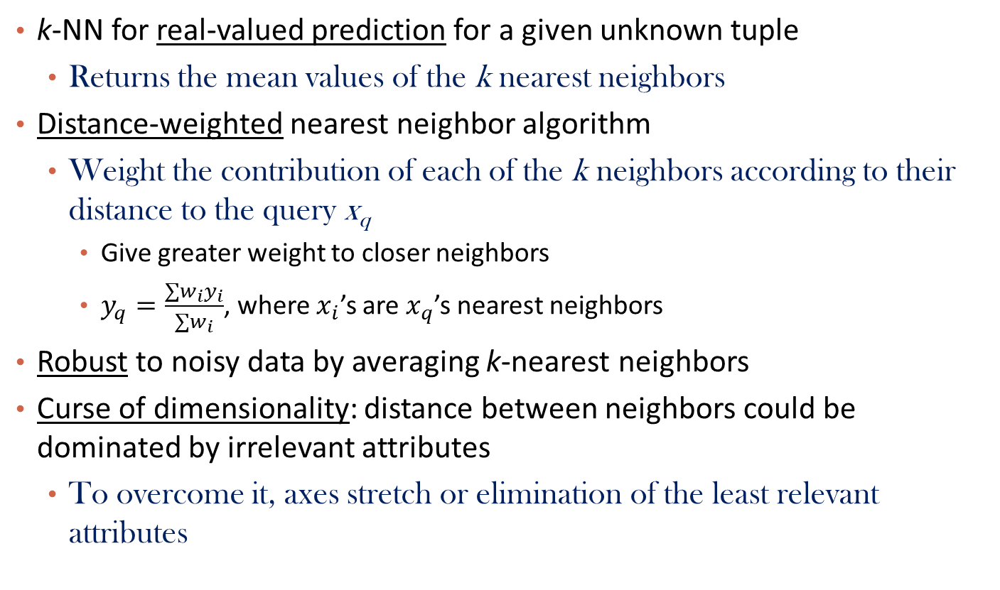 • k-NN for real-valued prediction for a given unknown tuple
• Returns the mean values of the k nearest neighbors
• Distance-weighted nearest neighbor algorithm
• Weight the contribution of each of the k neighbors according to their
distance to the query x_q
• Give greater weight to closer neighbors
• y_q = ∑w_i y_i / ∑w_i, where x_i's are x_q's nearest neighbors
• Robust to noisy data by averaging k-nearest neighbors
• Curse of dimensionality: distance between neighbors could be
dominated by irrelevant attributes
• To overcome it, axes stretch or elimination of the least relevant
attributes